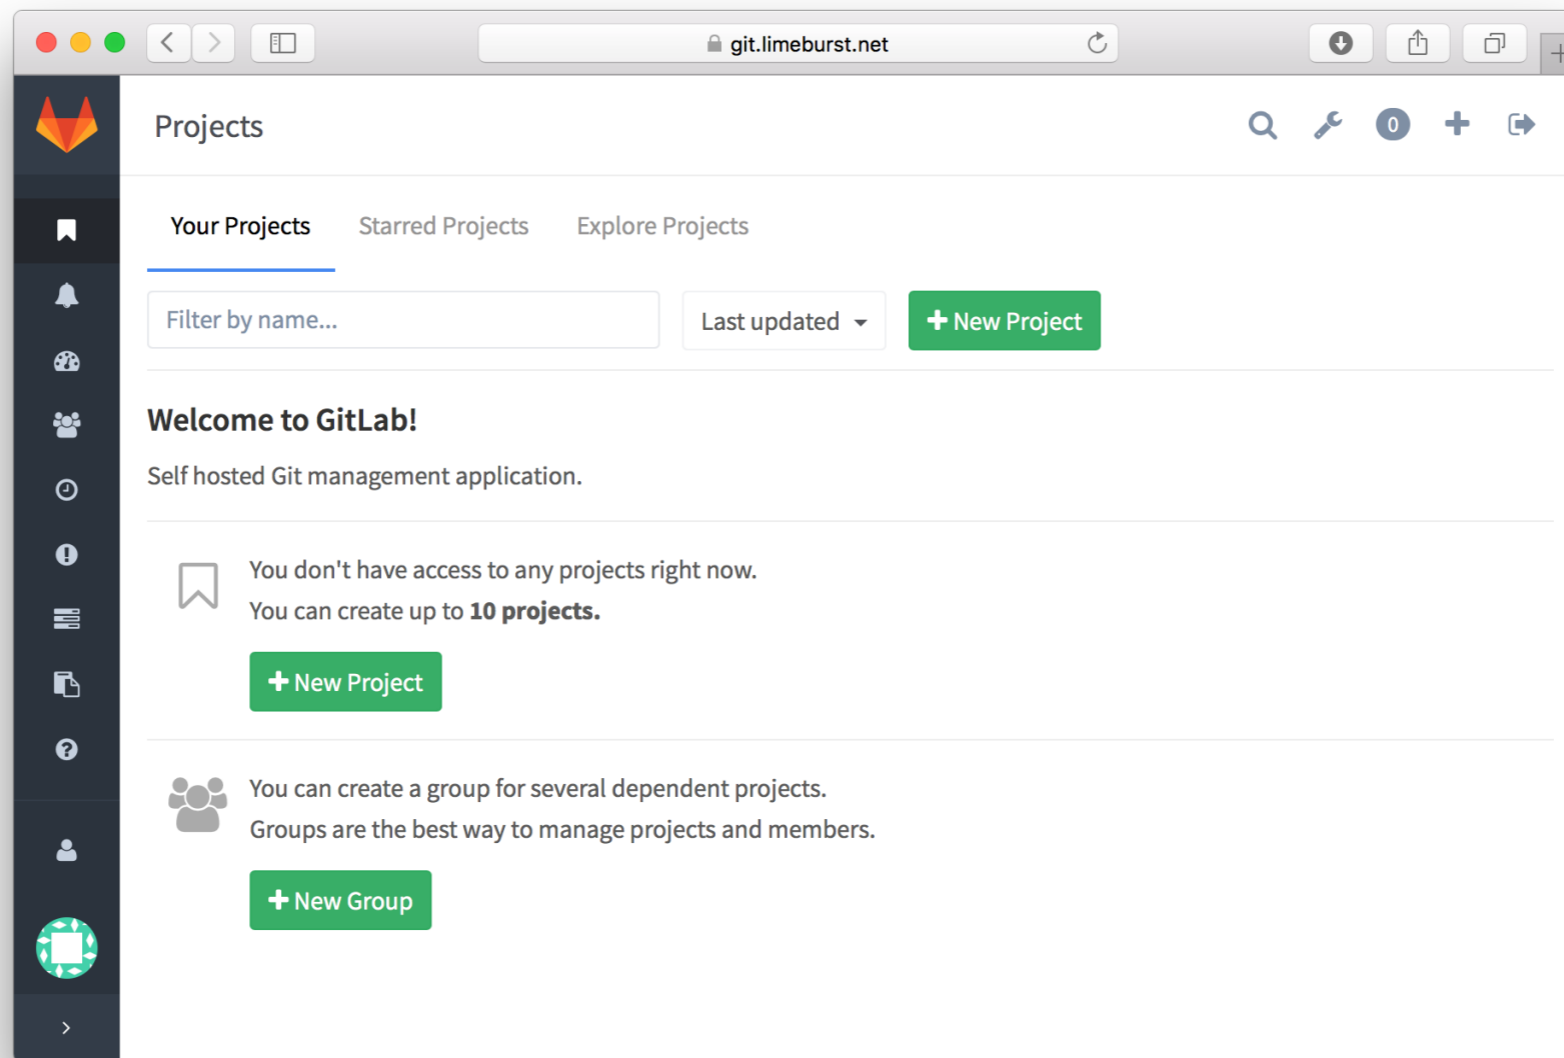 git.limeburst.net
Projects
0
Your Projects Starred Projects Explore Projects
Filter by name...
Last updated
New Project
Welcome to GitLab!
Self hosted Git management application.
You don't have access to any projects right now.
You can create up to 10 projects.
New Project
You can create a group for several dependent projects.
Groups are the best way to manage projects and members.
New Group